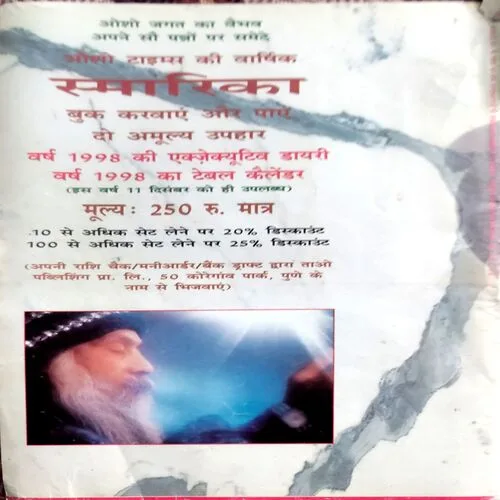 ओशो जगत का वैभव
अपने सौ पन्नों पर समेटे
ओशो टाइम्स की वार्षिक
स्मारिका
बुक करवाएं और पाएं
दो अमूल्य उपहार
वर्ष 1998 की एक्ज़ेक्यूटिव डायरी
वर्ष 1998 का टेबल कैलेंडर
(इस वर्ष 11 दिसंबर को ही उपलब्ध)
मूल्य: 250 रु. मात्र
10 से अधिक सेट लेने पर 20% डिस्काउंट
100 से अधिक सेट लेने पर 25% डिस्काउंट
(अपनी राशि चैक/मनीआर्डर/बैंक ड्राफ्ट द्वारा ताओ
पब्लिशिंग प्रा. लि., 50 कोरेगांव पार्क, पुणे के
नाम से भिजवाएं)